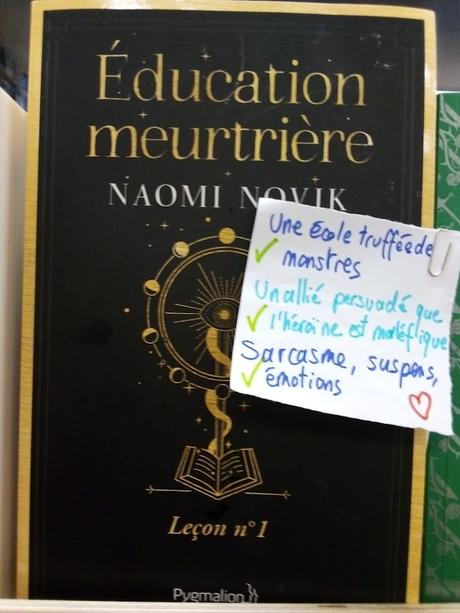 Éducation
meurtrière
NAOMI NOVIK
Une école truffée de
monstres
Un allié persuadé que
l'héroïne est maléfique
Sarcasme, suspens,
émotions
Leçon n°1
Pygmalion